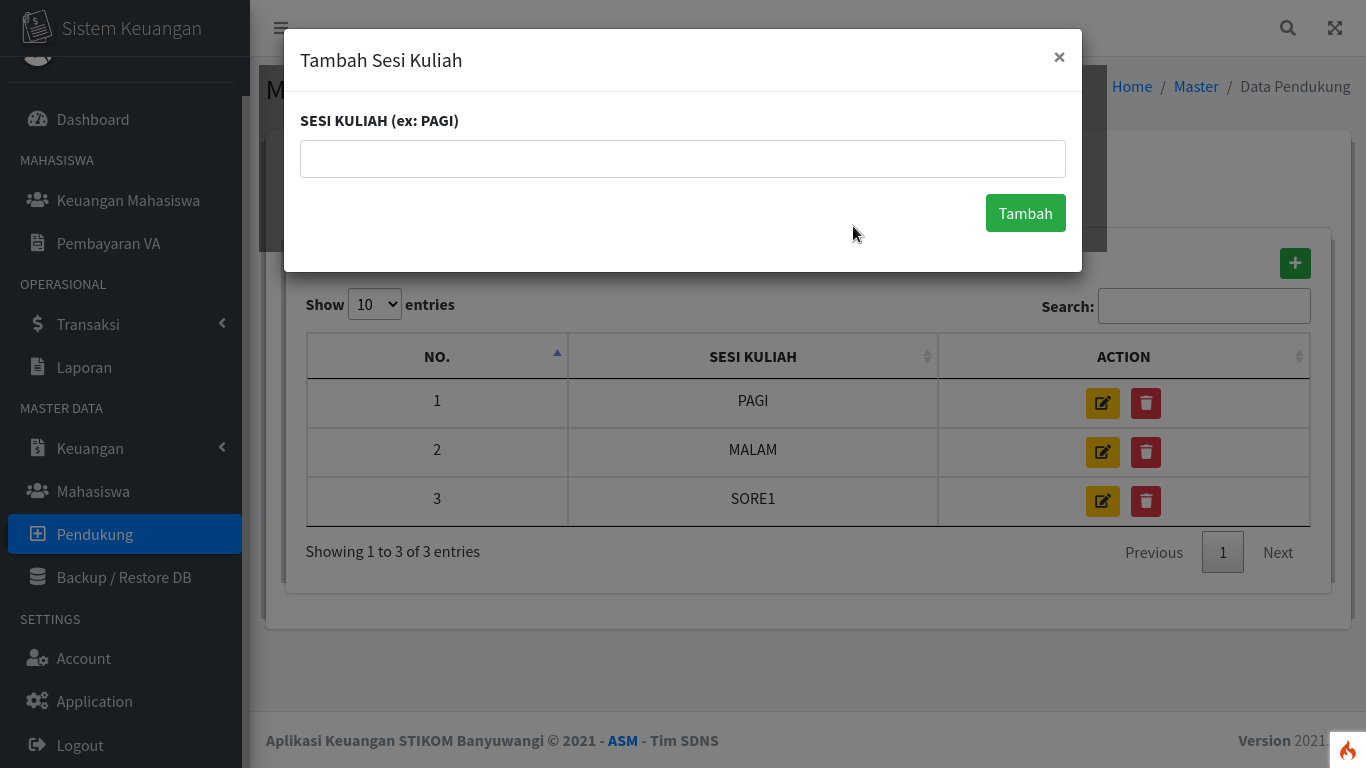 Sistem Keuangan
Tambah Sesi Kuliah
×
M
Home / Master / Data Pendukung
SESI KULIAH (ex: PAGI)
Tambah
Dashboard
MAHASISWA
Keuangan Mahasiswa
Pembayaran VA
OPERASIONAL
Transaksi
Laporan
MASTER DATA
Keuangan
Mahasiswa
Pendukung
Backup / Restore DB
SETTINGS
Account
Application
Logout
Show 10 entries
Search:
NO. SESI KULIAH ACTION
1 PAGI
2 MALAM
3 SORE1
Showing 1 to 3 of 3 entries
Previous 1 Next
Aplikasi Keuangan STIKOM Banyuwangi © 2021 - ASM - Tim SDNS
Version 2021.